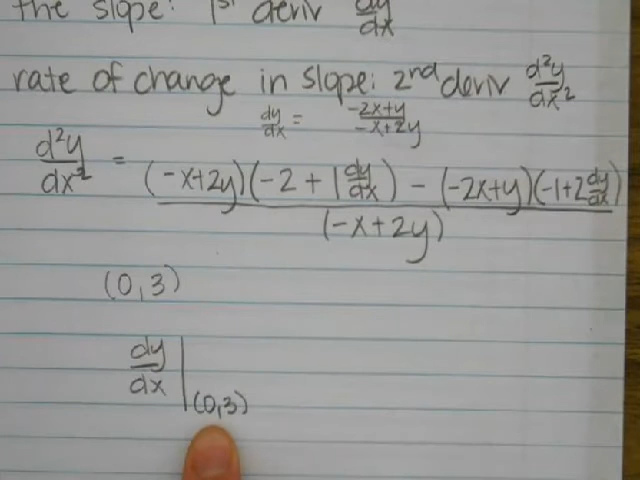 the slope: 1st deriv dy/dx
rate of change in slope: 2nd deriv d²y/dx²
dy/dx = -2x+y/-x+2y
d²y/dx² = (-x+2y)(-2 + 1 dy/dx) - (-2x+y)(-1+2 dy/dx)/(-x+2y)
(0,3)
dy/dx |(0,3)